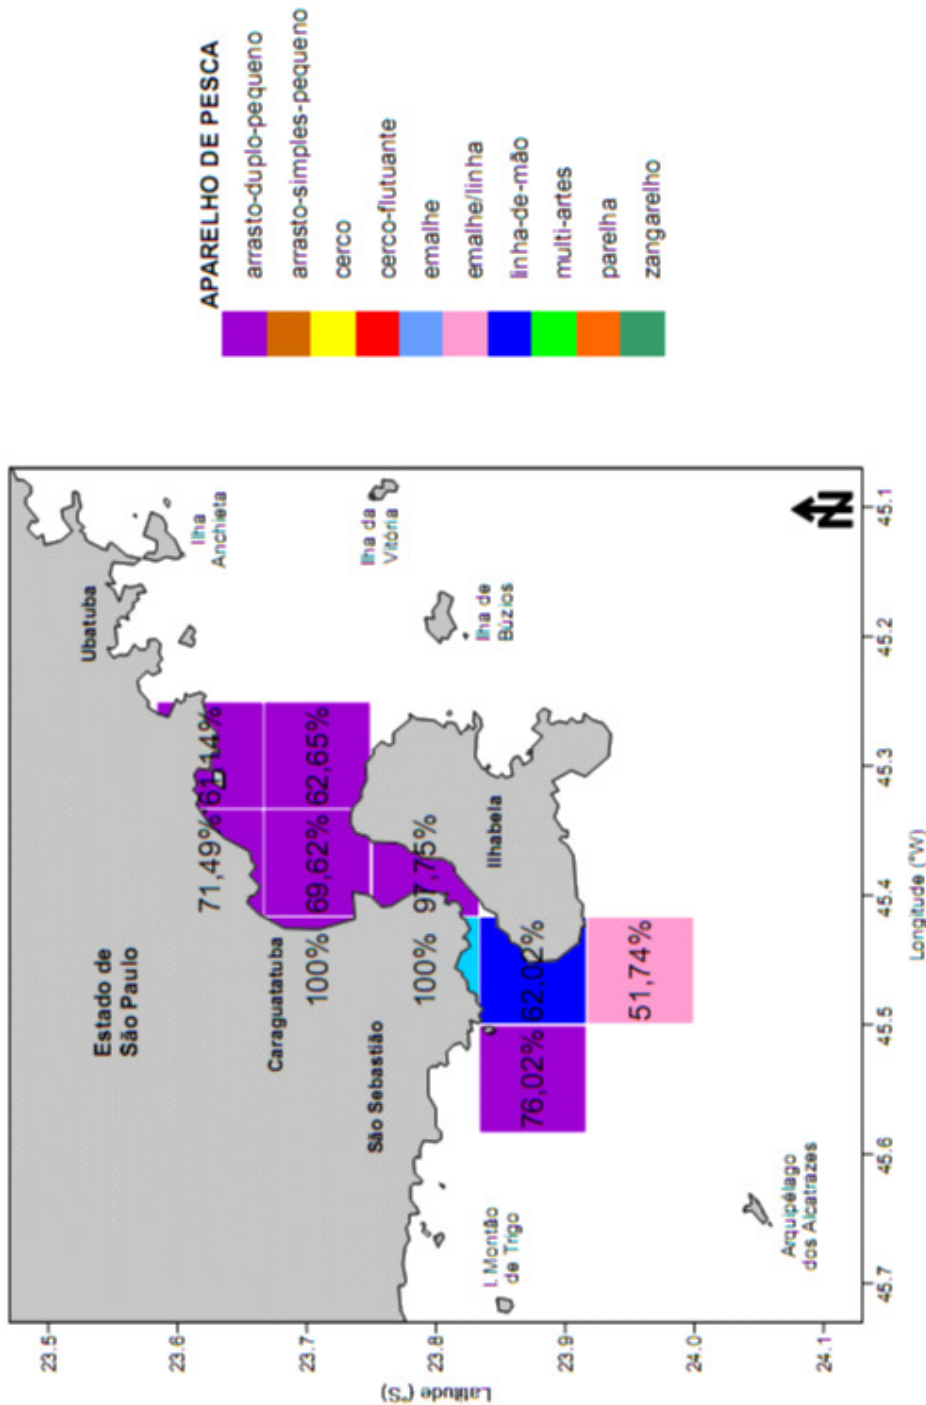 APARELHO DE PESCA
arrasto-duplo-pequeno
arrasto-simples-pequeno
cerco
cerco-flutuante
emalhe
emalhe/linha
linha-de-mão
multi-artes
parelha
zangarelho
Ubatuba
Ilha
Anchieta
Ilha da
Vitória
Ilha de
Búzios
Estado de
São Paulo
Caraguatatuba
São Sebastião
Ilhabela
I. Montão
de Trigo
Arquipélago
dos Alcatrazes
71,49%
61,14%
100%
69,62%
62,65%
100%
97,75%
76,02%
62,02%
51,74%
N
Latitude (°S)
23.5
23.6
23.7
23.8
23.9
24.0
24.1
45.7
45.6
45.5
45.4
45.3
45.2
45.1
Longitude (°W)